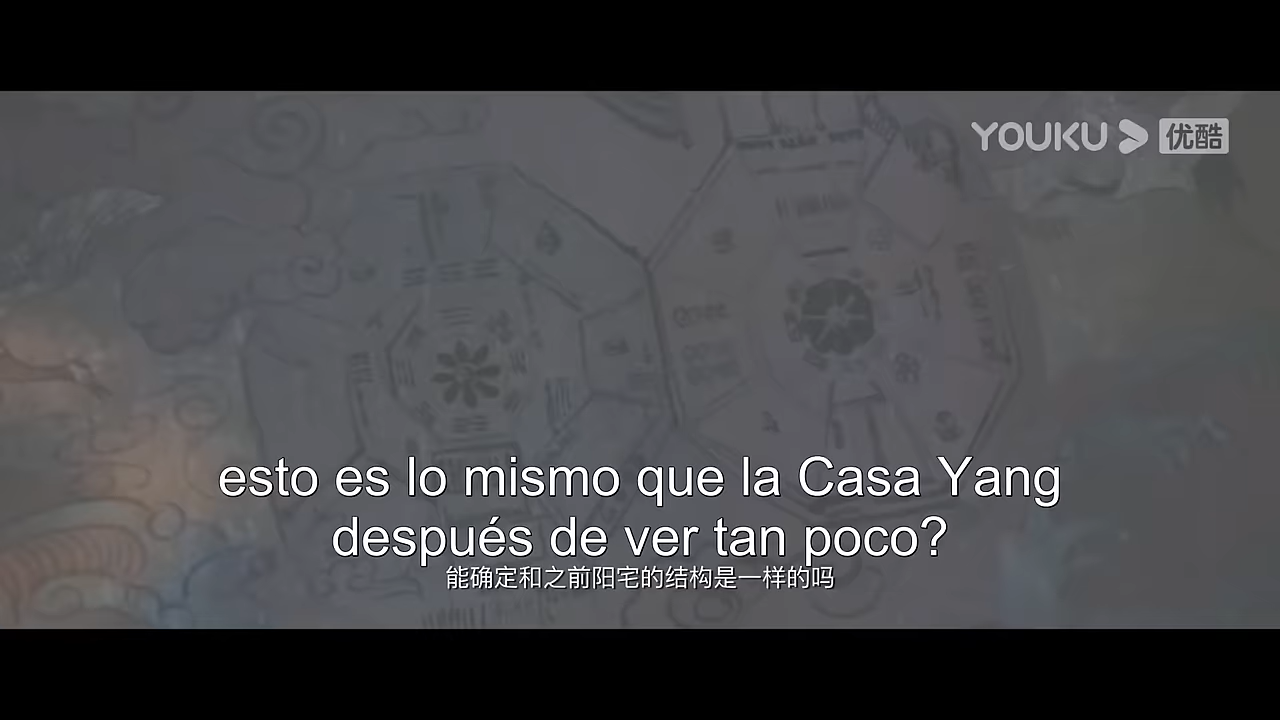 YOUKU 优酷
esto es lo mismo que la Casa Yang
después de ver tan poco?
能确定和之前阳宅的结构是一样的吗